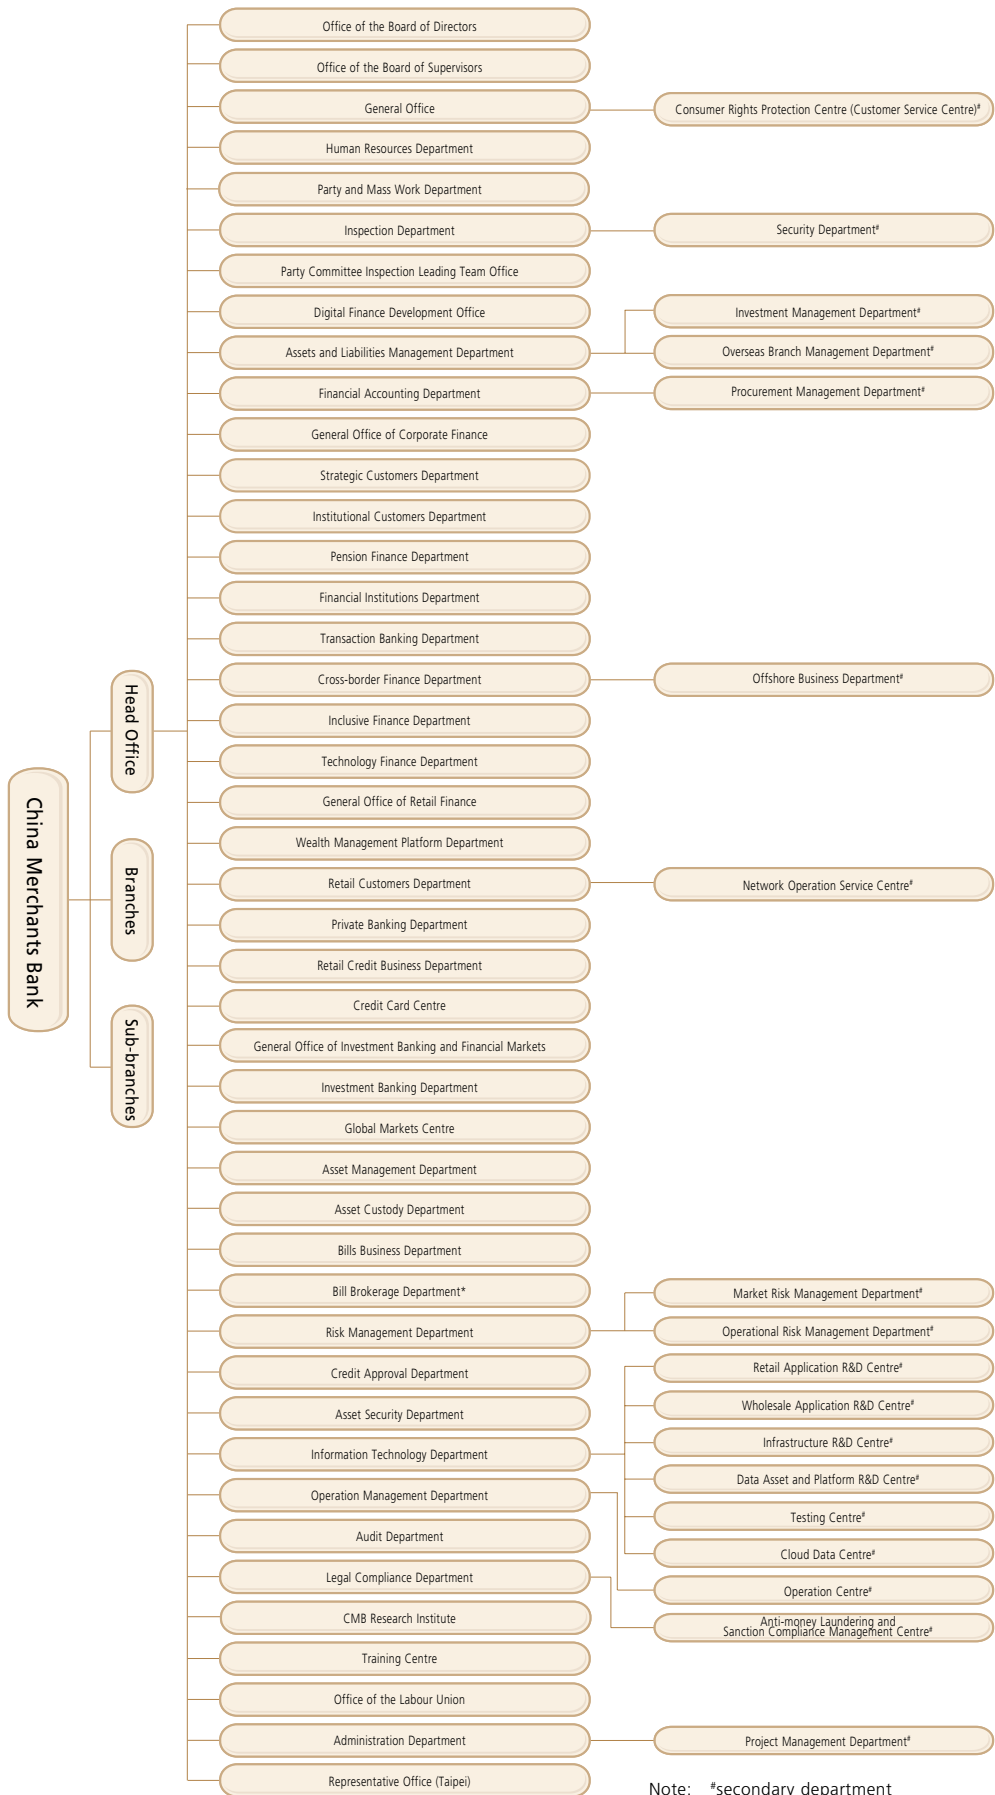 China Merchants Bank
Head Office
Branches
Sub-branches
Office of the Board of Directors
Office of the Board of Supervisors
General Office
Consumer Rights Protection Centre (Customer Service Centre)#
Human Resources Department
Party and Mass Work Department
Inspection Department
Security Department#
Party Committee Inspection Leading Team Office
Digital Finance Development Office
Assets and Liabilities Management Department
Investment Management Department#
Overseas Branch Management Department#
Financial Accounting Department
Procurement Management Department#
General Office of Corporate Finance
Strategic Customers Department
Institutional Customers Department
Pension Finance Department
Financial Institutions Department
Transaction Banking Department
Cross-border Finance Department
Offshore Business Department#
Inclusive Finance Department
Technology Finance Department
General Office of Retail Finance
Wealth Management Platform Department
Retail Customers Department
Network Operation Service Centre#
Private Banking Department
Retail Credit Business Department
Credit Card Centre
General Office of Investment Banking and Financial Markets
Investment Banking Department
Global Markets Centre
Asset Management Department
Asset Custody Department
Bills Business Department
Bill Brokerage Department*
Risk Management Department
Market Risk Management Department#
Operational Risk Management Department#
Credit Approval Department
Asset Security Department
Information Technology Department
Retail Application R&D Centre#
Wholesale Application R&D Centre#
Infrastructure R&D Centre#
Data Asset and Platform R&D Centre#
Testing Centre#
Cloud Data Centre#
Operation Management Department
Operation Centre#
Audit Department
Legal Compliance Department
Anti-money Laundering and
Sanction Compliance Management Centre#
CMB Research Institute
Training Centre
Office of the Labour Union
Administration Department
Project Management Department#
Representative Office (Taipei)
Note: #secondary department